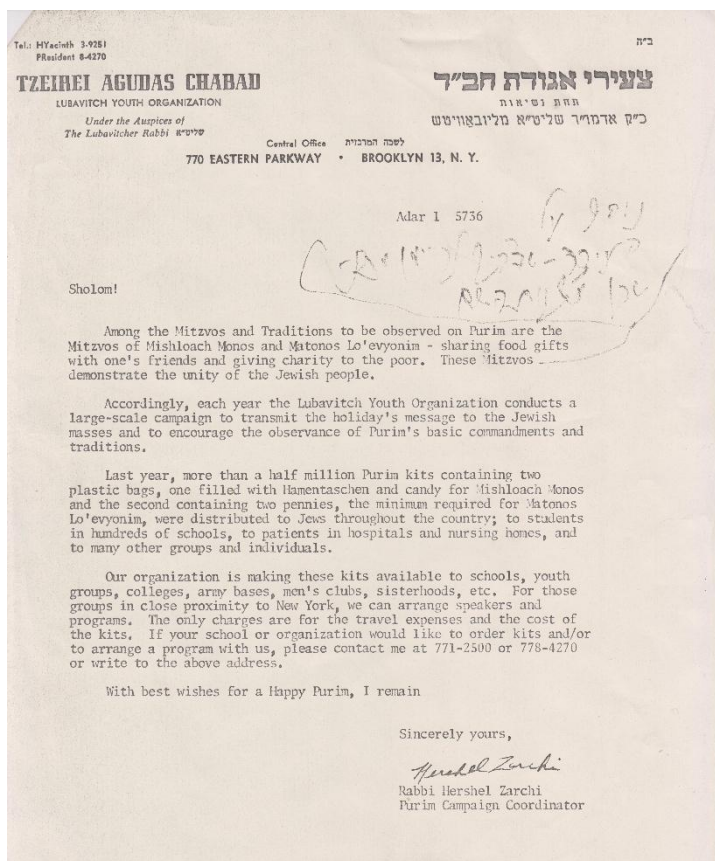 Tel.: HYacinth 3-9251
PResident 8-4270
ב"ה
TZEIREI AGUDAS CHABAD
LUBAVITCH YOUTH ORGANIZATION
Under the Auspices of
The Lubavitcher Rabbi שליט"א
צעירי אגודת חב"ד
תחת נשיאות
כ"ק אדמו"ר שליט"א מליובאוויטש
Central Office לשכה המרכזית
770 EASTERN PARKWAY • BROOKLYN 13, N. Y.
Adar 1 5736
נוסף על
Sholom!
Among the Mitzvos and Traditions to be observed on Purim are the
Mitzvos of Mishloach Monos and Matonos Lo'evyonim - sharing food gifts
with one's friends and giving charity to the poor. These Mitzvos
demonstrate the unity of the Jewish people.
Accordingly, each year the Lubavitch Youth Organization conducts a
large-scale campaign to transmit the holiday's message to the Jewish
masses and to encourage the observance of Purim's basic commandments and
traditions.
Last year, more than a half million Purim kits containing two
plastic bags, one filled with Hamentaschen and candy for Mishloach Monos
and the second containing two pennies, the minimum required for Matonos
Lo'evyonim, were distributed to Jews throughout the country; to students
in hundreds of schools, to patients in hospitals and nursing homes, and
to many other groups and individuals.
Our organization is making these kits available to schools, youth
groups, colleges, army bases, men's clubs, sisterhoods, etc. For those
groups in close proximity to New York, we can arrange speakers and
programs. The only charges are for the travel expenses and the cost of
the kits. If your school or organization would like to order kits and/or
to arrange a program with us, please contact me at 771-2500 or 778-4270
or write to the above address.
With best wishes for a Happy Purim, I remain
Sincerely yours,
Hershel Zarchi
Rabbi Hershel Zarchi
Purim Campaign Coordinator